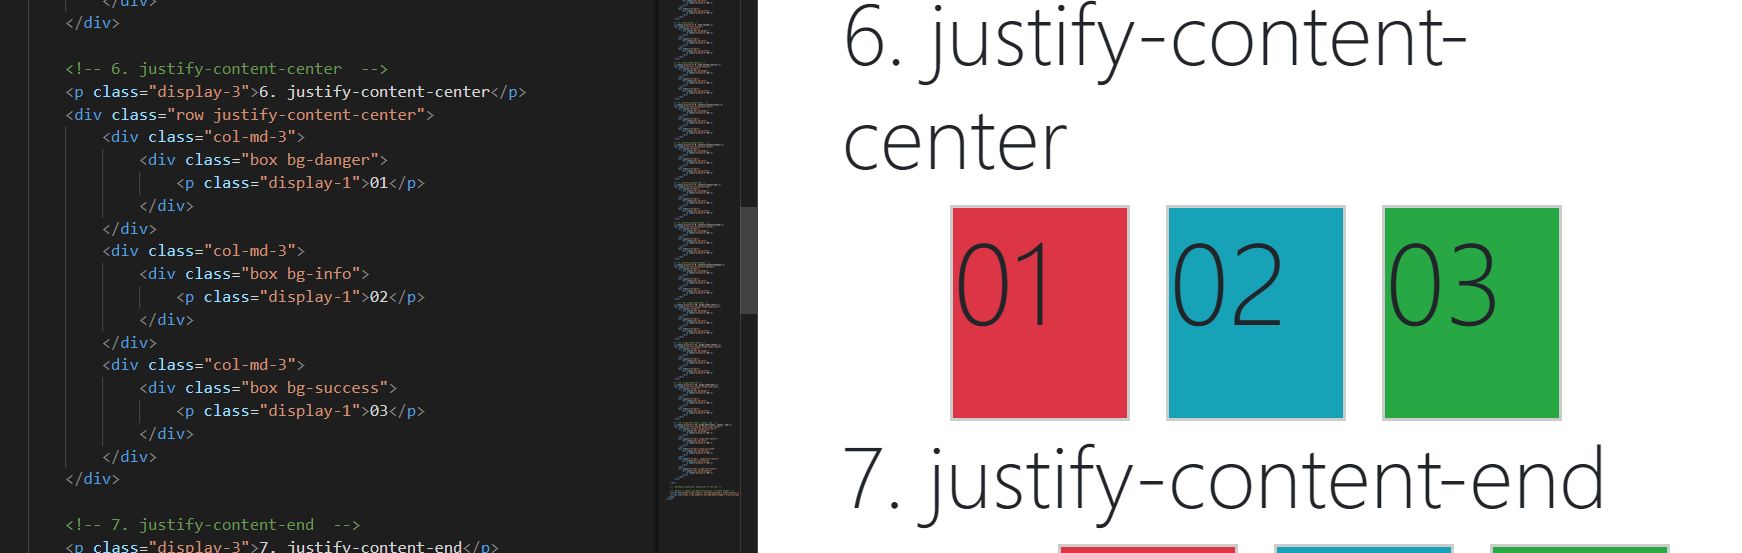 </div>
</div>
<!-- 6. justify-content-center  -->
<p class="display-3">6. justify-content-center</p>
<div class="row justify-content-center">
<div class="col-md-3">
<div class="box bg-danger">
<p class="display-1">01</p>
</div>
</div>
<div class="col-md-3">
<div class="box bg-info">
<p class="display-1">02</p>
</div>
</div>
<div class="col-md-3">
<div class="box bg-success">
<p class="display-1">03</p>
</div>
</div>
</div>
<!-- 7. justify-content-end  -->
<p class="display-3">7. justify-content-end</p>
6. justify-content-
center
01
02
03
7. justify-content-end